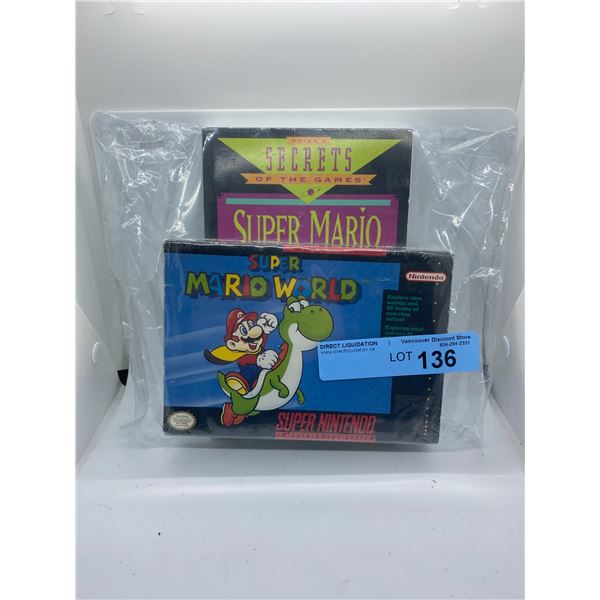 PRIMA'S
SECRETS
OF THE GAMES
SUPER MARIO
SUPER
MARIO WORLD
Nintendo
Explore nine
worlds and
96 levels of
non-stop
action!
Explorez neuf
DIRECT LIQUIDATION | Vancouver Discount Store
www.directliquidation.ca 604-294-2331
LOT 136
SUPER NINTENDO
ENTERTAINMENT SYSTEM